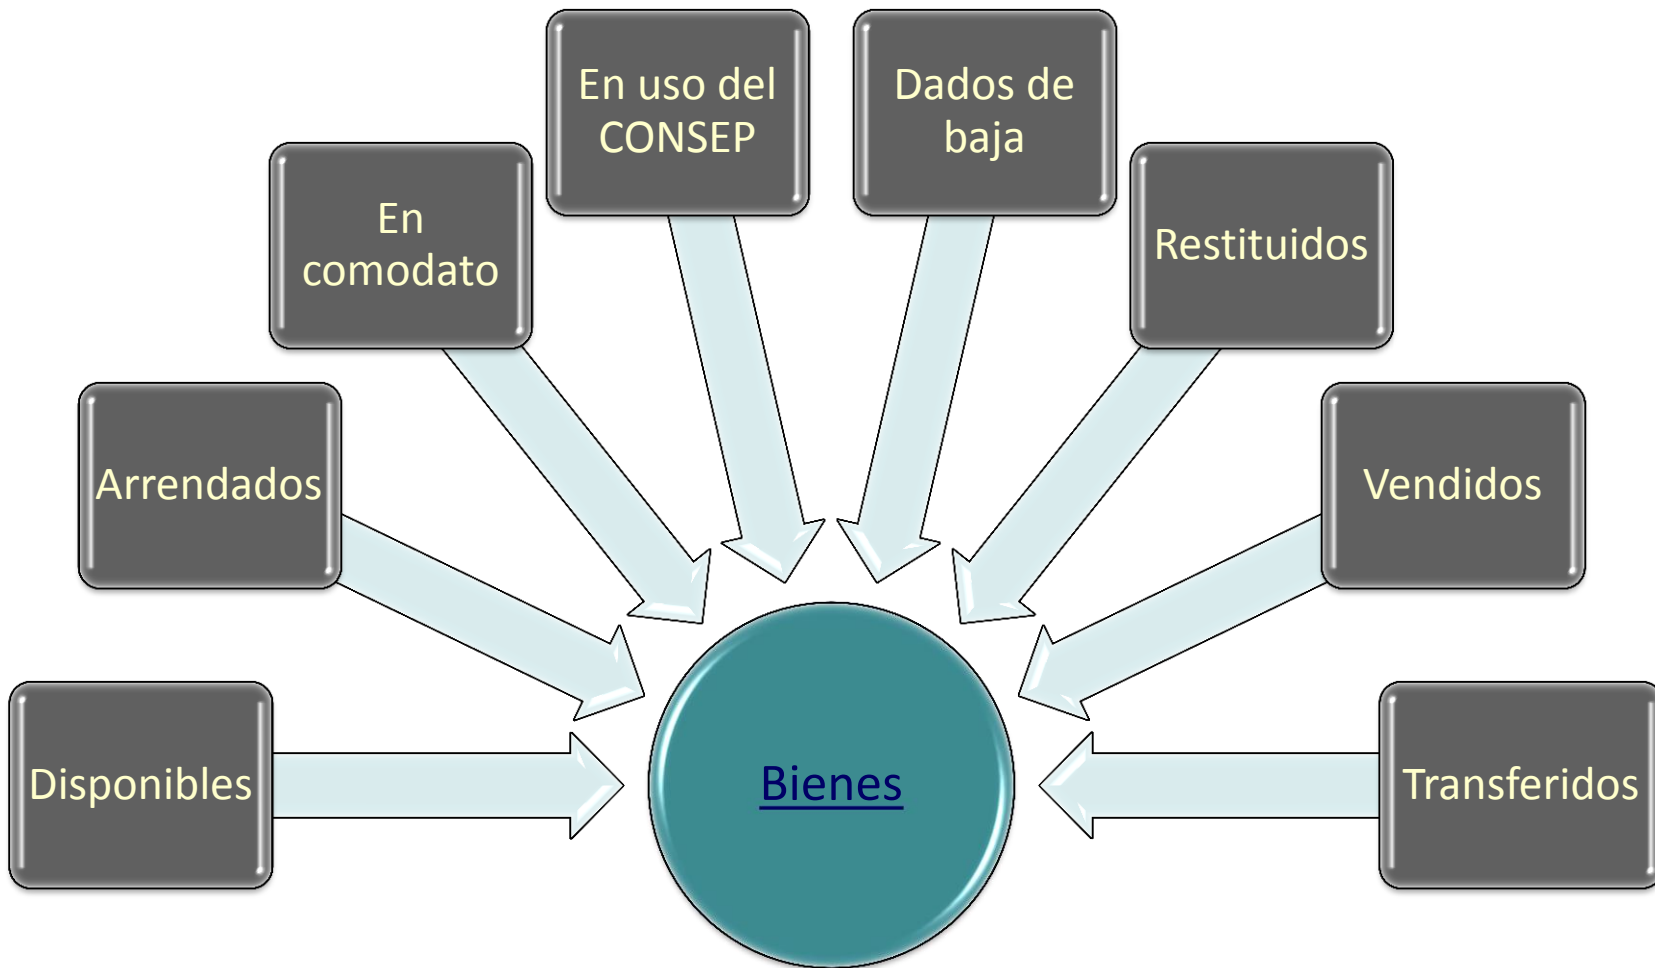 En uso del
CONSEP
Dados de
baja
En
comodato
Restituidos
Arrendados
Vendidos
Disponibles
Bienes
Transferidos